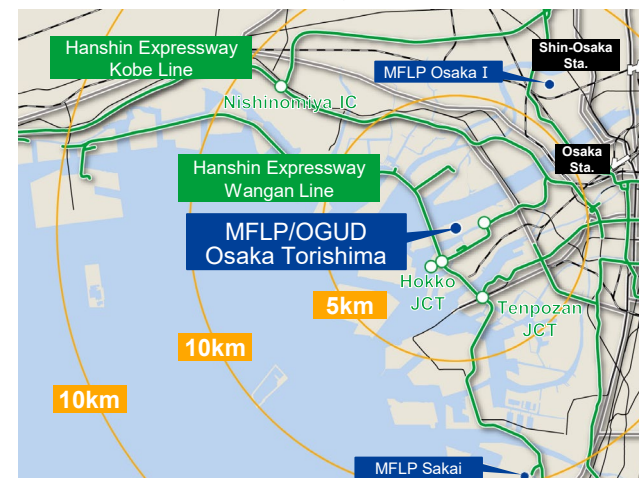 Hanshin Expressway
Kobe Line
Shin-Osaka
Sta.
MFLP Osaka I
Nishinomiya IC
Osaka
Sta.
Hanshin Expressway
Wangan Line
MFLP/OGUD
Osaka Torishima
Hokko
JCT
5km
Tenpozan
JCT
10km
10km
MFLP Sakai